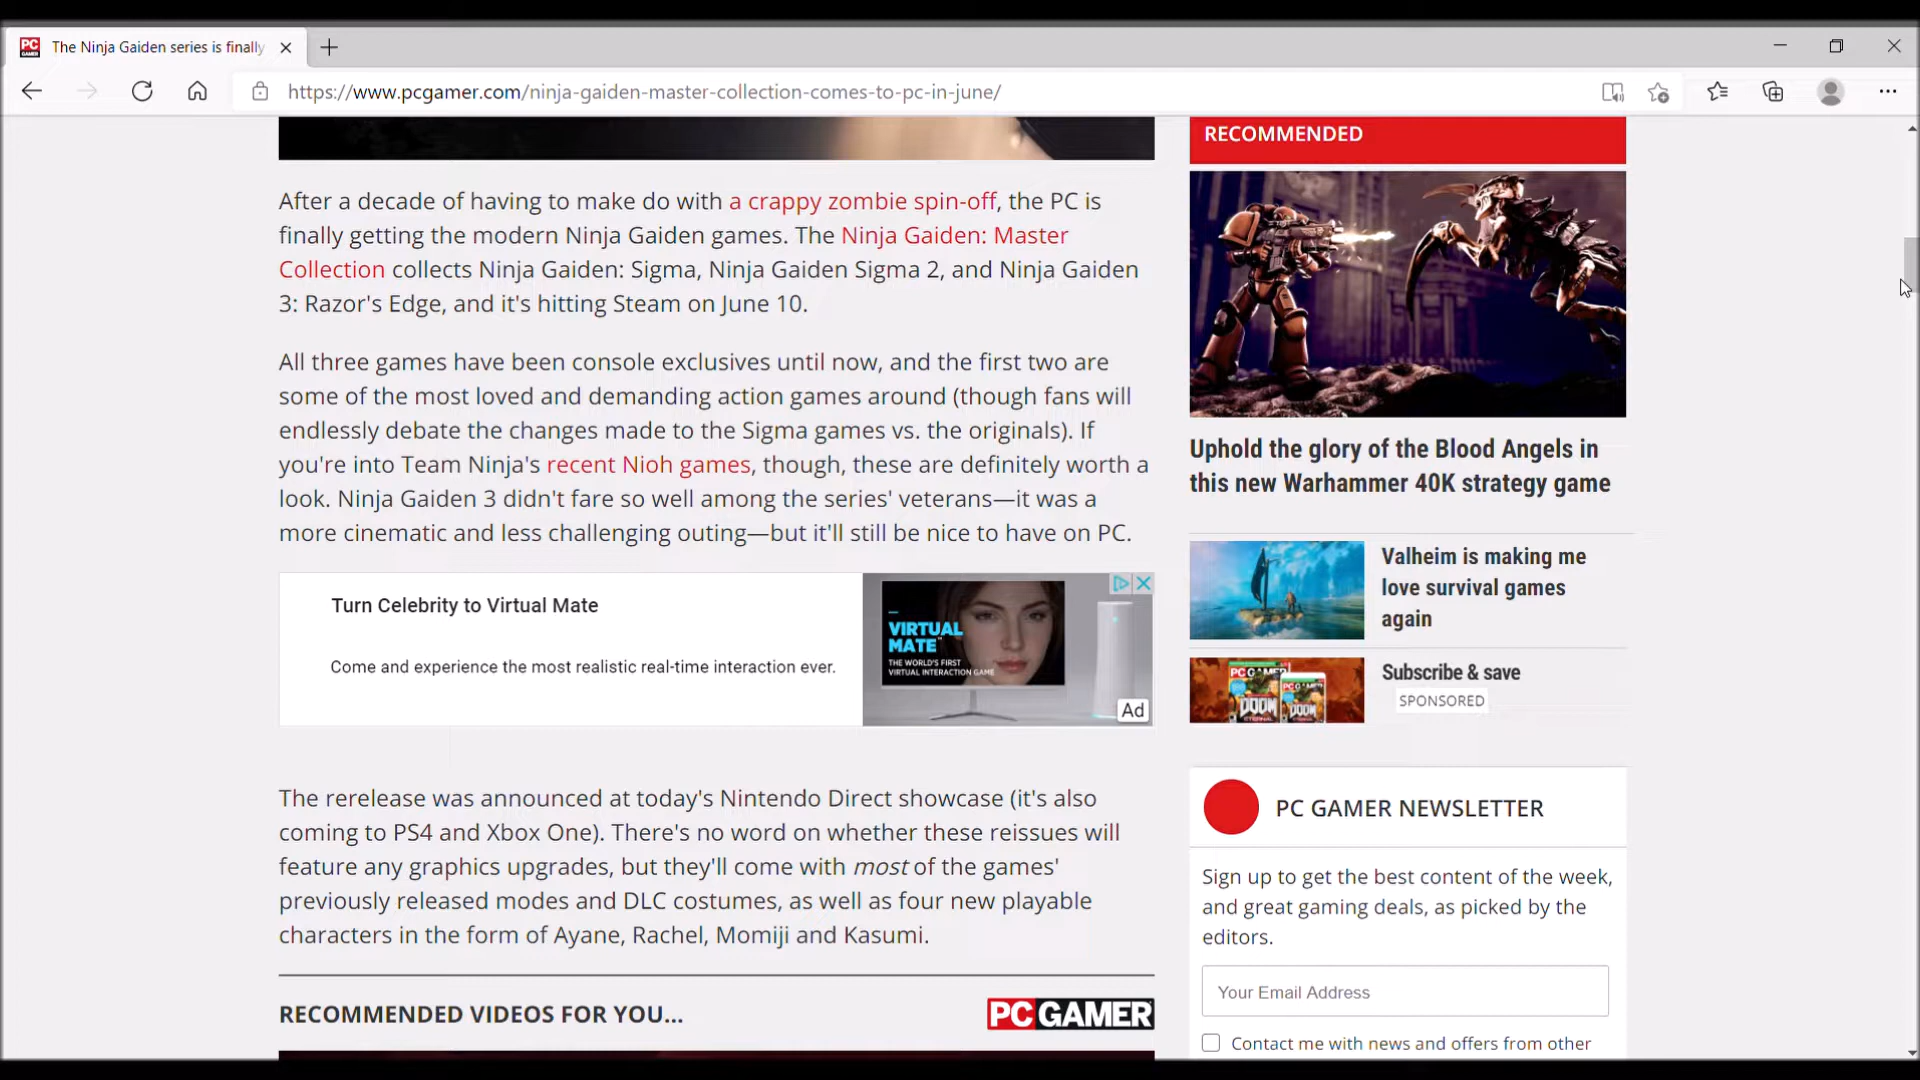 PC
GAMER
The Ninja Gaiden series is finally
https://www.pcgamer.com/ninja-gaiden-master-collection-comes-to-pc-in-june/
After a decade of having to make do with a crappy zombie spin-off, the PC is
finally getting the modern Ninja Gaiden games. The Ninja Gaiden: Master
Collection collects Ninja Gaiden: Sigma, Ninja Gaiden Sigma 2, and Ninja Gaiden
3: Razor's Edge, and it's hitting Steam on June 10.
All three games have been console exclusives until now, and the first two are
some of the most loved and demanding action games around (though fans will
endlessly debate the changes made to the Sigma games vs. the originals). If
you're into Team Ninja's recent Nioh games, though, these are definitely worth a
look. Ninja Gaiden 3 didn't fare so well among the series' veterans—it was a
more cinematic and less challenging outing—but it'll still be nice to have on PC.
Turn Celebrity to Virtual Mate
Come and experience the most realistic real-time interaction ever.
VIRTUAL
MATE™
THE WORLD'S FIRST
VIRTUAL INTERACTION GAME
Ad
The rerelease was announced at today's Nintendo Direct showcase (it's also
coming to PS4 and Xbox One). There's no word on whether these reissues will
feature any graphics upgrades, but they'll come with most of the games'
previously released modes and DLC costumes, as well as four new playable
characters in the form of Ayane, Rachel, Momiji and Kasumi.
RECOMMENDED VIDEOS FOR YOU...
PC GAMER
RECOMMENDED
Uphold the glory of the Blood Angels in
this new Warhammer 40K strategy game
Valheim is making me
love survival games
again
PC GAMER
PC GAMER
DOOM
ETERNAL
DOOM
Subscribe & save
SPONSORED
PC GAMER NEWSLETTER
Sign up to get the best content of the week,
and great gaming deals, as picked by the
editors.
Your Email Address
Contact me with news and offers from other